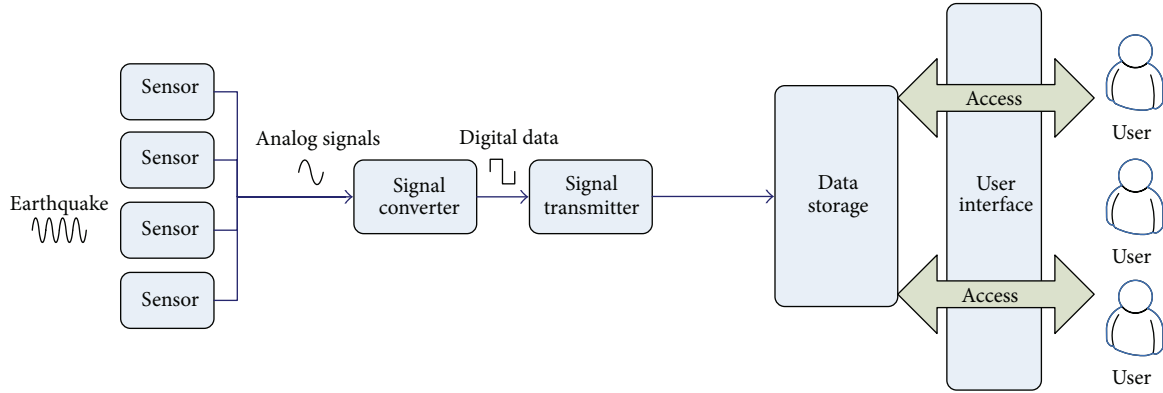 Earthquake
Sensor
Sensor
Sensor
Sensor
Analog signals
Signal
converter
Digital data
Signal
transmitter
Data
storage
Access
User
interface
Access
User
User
User